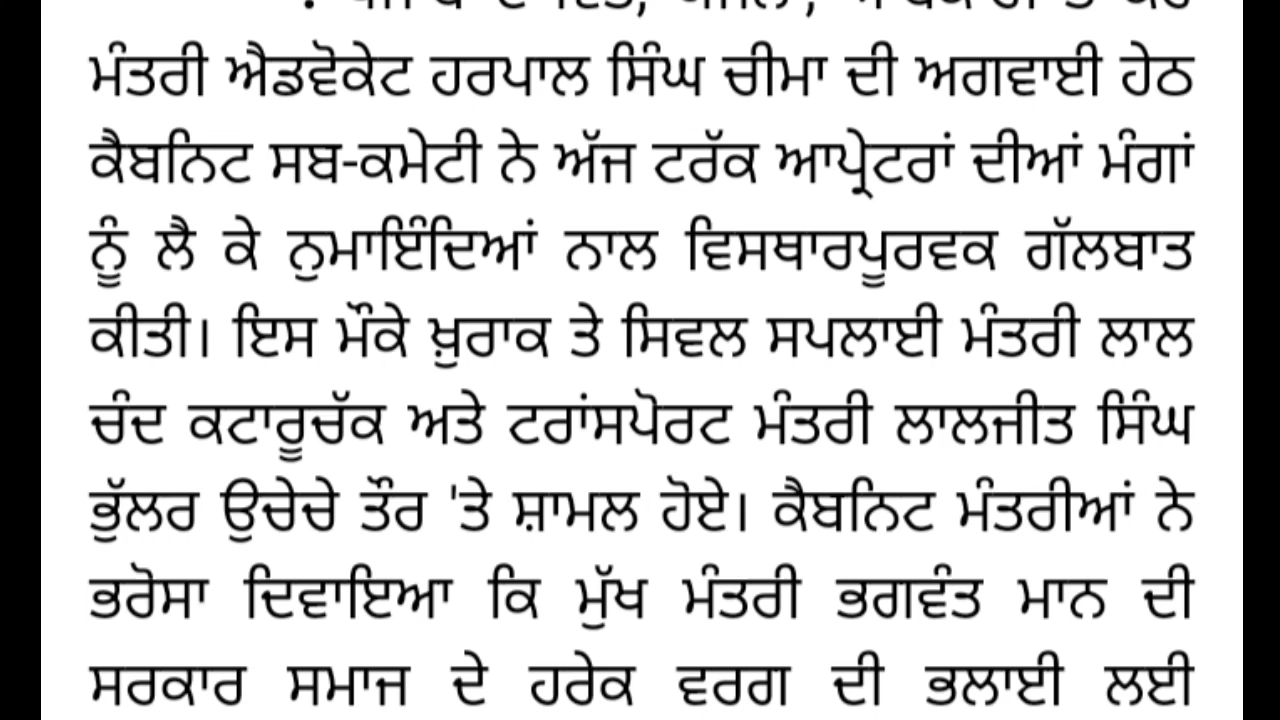 ਮੰਤਰੀ ਐਡਵੋਕੇਟ ਹਰਪਾਲ ਸਿੰਘ ਚੀਮਾ ਦੀ ਅਗਵਾਈ ਹੇਠ
ਕੈਬਨਿਟ ਸਬ-ਕਮੇਟੀ ਨੇ ਅੱਜ ਟਰੱਕ ਆਪ੍ਰੇਟਰਾਂ ਦੀਆਂ ਮੰਗਾਂ
ਨੂੰ ਲੈ ਕੇ ਨੁਮਾਇੰਦਿਆਂ ਨਾਲ ਵਿਸਥਾਰਪੂਰਵਕ ਗੱਲਬਾਤ
ਕੀਤੀ। ਇਸ ਮੌਕੇ ਖ਼ੁਰਾਕ ਤੇ ਸਿਵਲ ਸਪਲਾਈ ਮੰਤਰੀ ਲਾਲ
ਚੰਦ ਕਟਾਰੂਚੱਕ ਅਤੇ ਟਰਾਂਸਪੋਰਟ ਮੰਤਰੀ ਲਾਲਜੀਤ ਸਿੰਘ
ਭੁੱਲਰ ਉਚੇਚੇ ਤੌਰ 'ਤੇ ਸ਼ਾਮਲ ਹੋਏ। ਕੈਬਨਿਟ ਮੰਤਰੀਆਂ ਨੇ
ਭਰੋਸਾ ਦਿਵਾਇਆ ਕਿ ਮੁੱਖ ਮੰਤਰੀ ਭਗਵੰਤ ਮਾਨ ਦੀ
ਸਰਕਾਰ ਸਮਾਜ ਦੇ ਹਰੇਕ ਵਰਗ ਦੀ ਭਲਾਈ ਲਈ